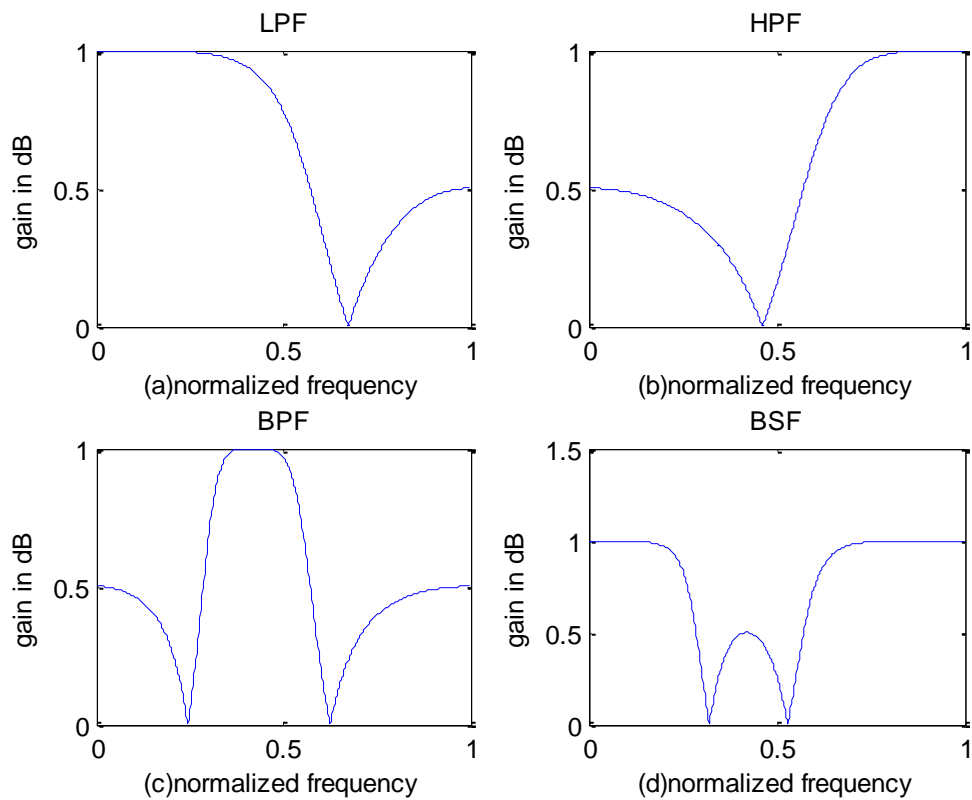 LPF
1
0.5
0
gain in dB
0 0.5 1
(a)normalized frequency
HPF
1
0.5
0
gain in dB
0 0.5 1
(b)normalized frequency
BPF
1
0.5
0
gain in dB
0 0.5 1
(c)normalized frequency
BSF
1.5
1
0.5
0
gain in dB
0 0.5 1
(d)normalized frequency